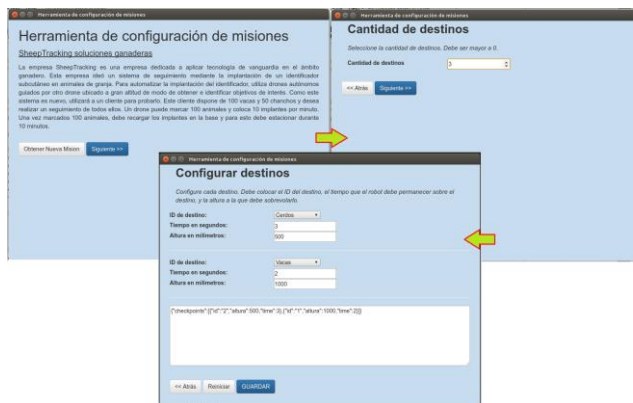 Herramienta de configuración de misiones
Herramienta de configuración de misiones
SheepTracking soluciones ganaderas
La empresa SheepTracking es una empresa dedicada a aplicar tecnología de vanguardia en el ámbito
ganadero. Esta empresa ideó un sistema de seguimiento mediante la implantación de un identificador
subcutáneo en animales de granja. Para automatizar la implantación del identificador, utiliza drones autónomos
guiados por otro drone ubicado a gran altitud de modo de obtener e identificar objetivos de interés. Como este
sistema es nuevo, utilizará a un cliente para probarlo. Este cliente dispone de 100 vacas y 50 chanchos y desea
realizar un seguimiento de todos ellos. Un drone puede marcar 100 animales y coloca 10 implantes por minuto.
Una vez marcados 100 animales, debe recargar los implantes en la base y para esto debe estacionar durante
10 minutos.
Obtener Nueva Mision
Siguiente >>
Herramienta de configuración de misiones
Cantidad de destinos
Seleccione la cantidad de destinos. Debe ser mayor a 0.
Cantidad de destinos
3
<< Atrás
Siguiente >>
Herramienta de configuración de misiones
Configurar destinos
Configure cada destino. Debe colocar el ID del destino, el tiempo que el robot debe permanecer sobre el
destino, y la altura a la que debe sobrevolarlo.
ID de destino: Cerdos
Tiempo en segundos: 3
Altura en milimetros: 500
ID de destino: Vacas
Tiempo en segundos: 2
Altura en milimetros: 1000
{"checkpoints":[{"id":"2","altura":500,"time":3},{"id":"1","altura":1000,"time":2}]}
<< Atrás
Reiniciar
GUARDAR